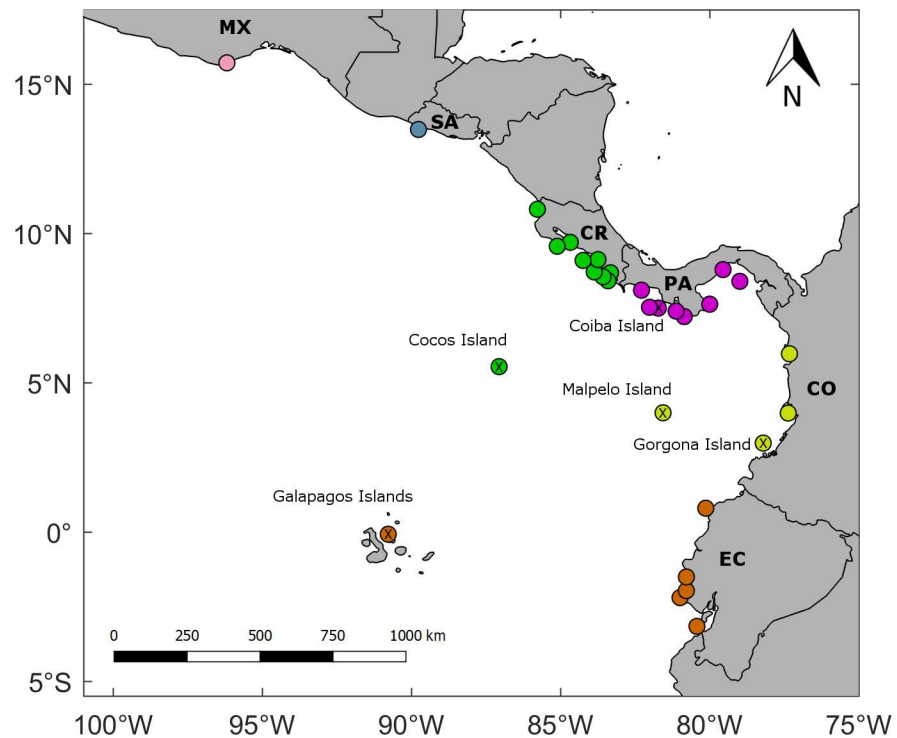 MX
15°N
N
SA
10°N
CR
PA
Coiba Island
Cocos Island
5°N
Malpelo Island
CO
Gorgona Island
Galapagos Islands
0°
EC
0 250 500 750 1000 km
5°S
100°W 95°W 90°W 85°W 80°W 75°W